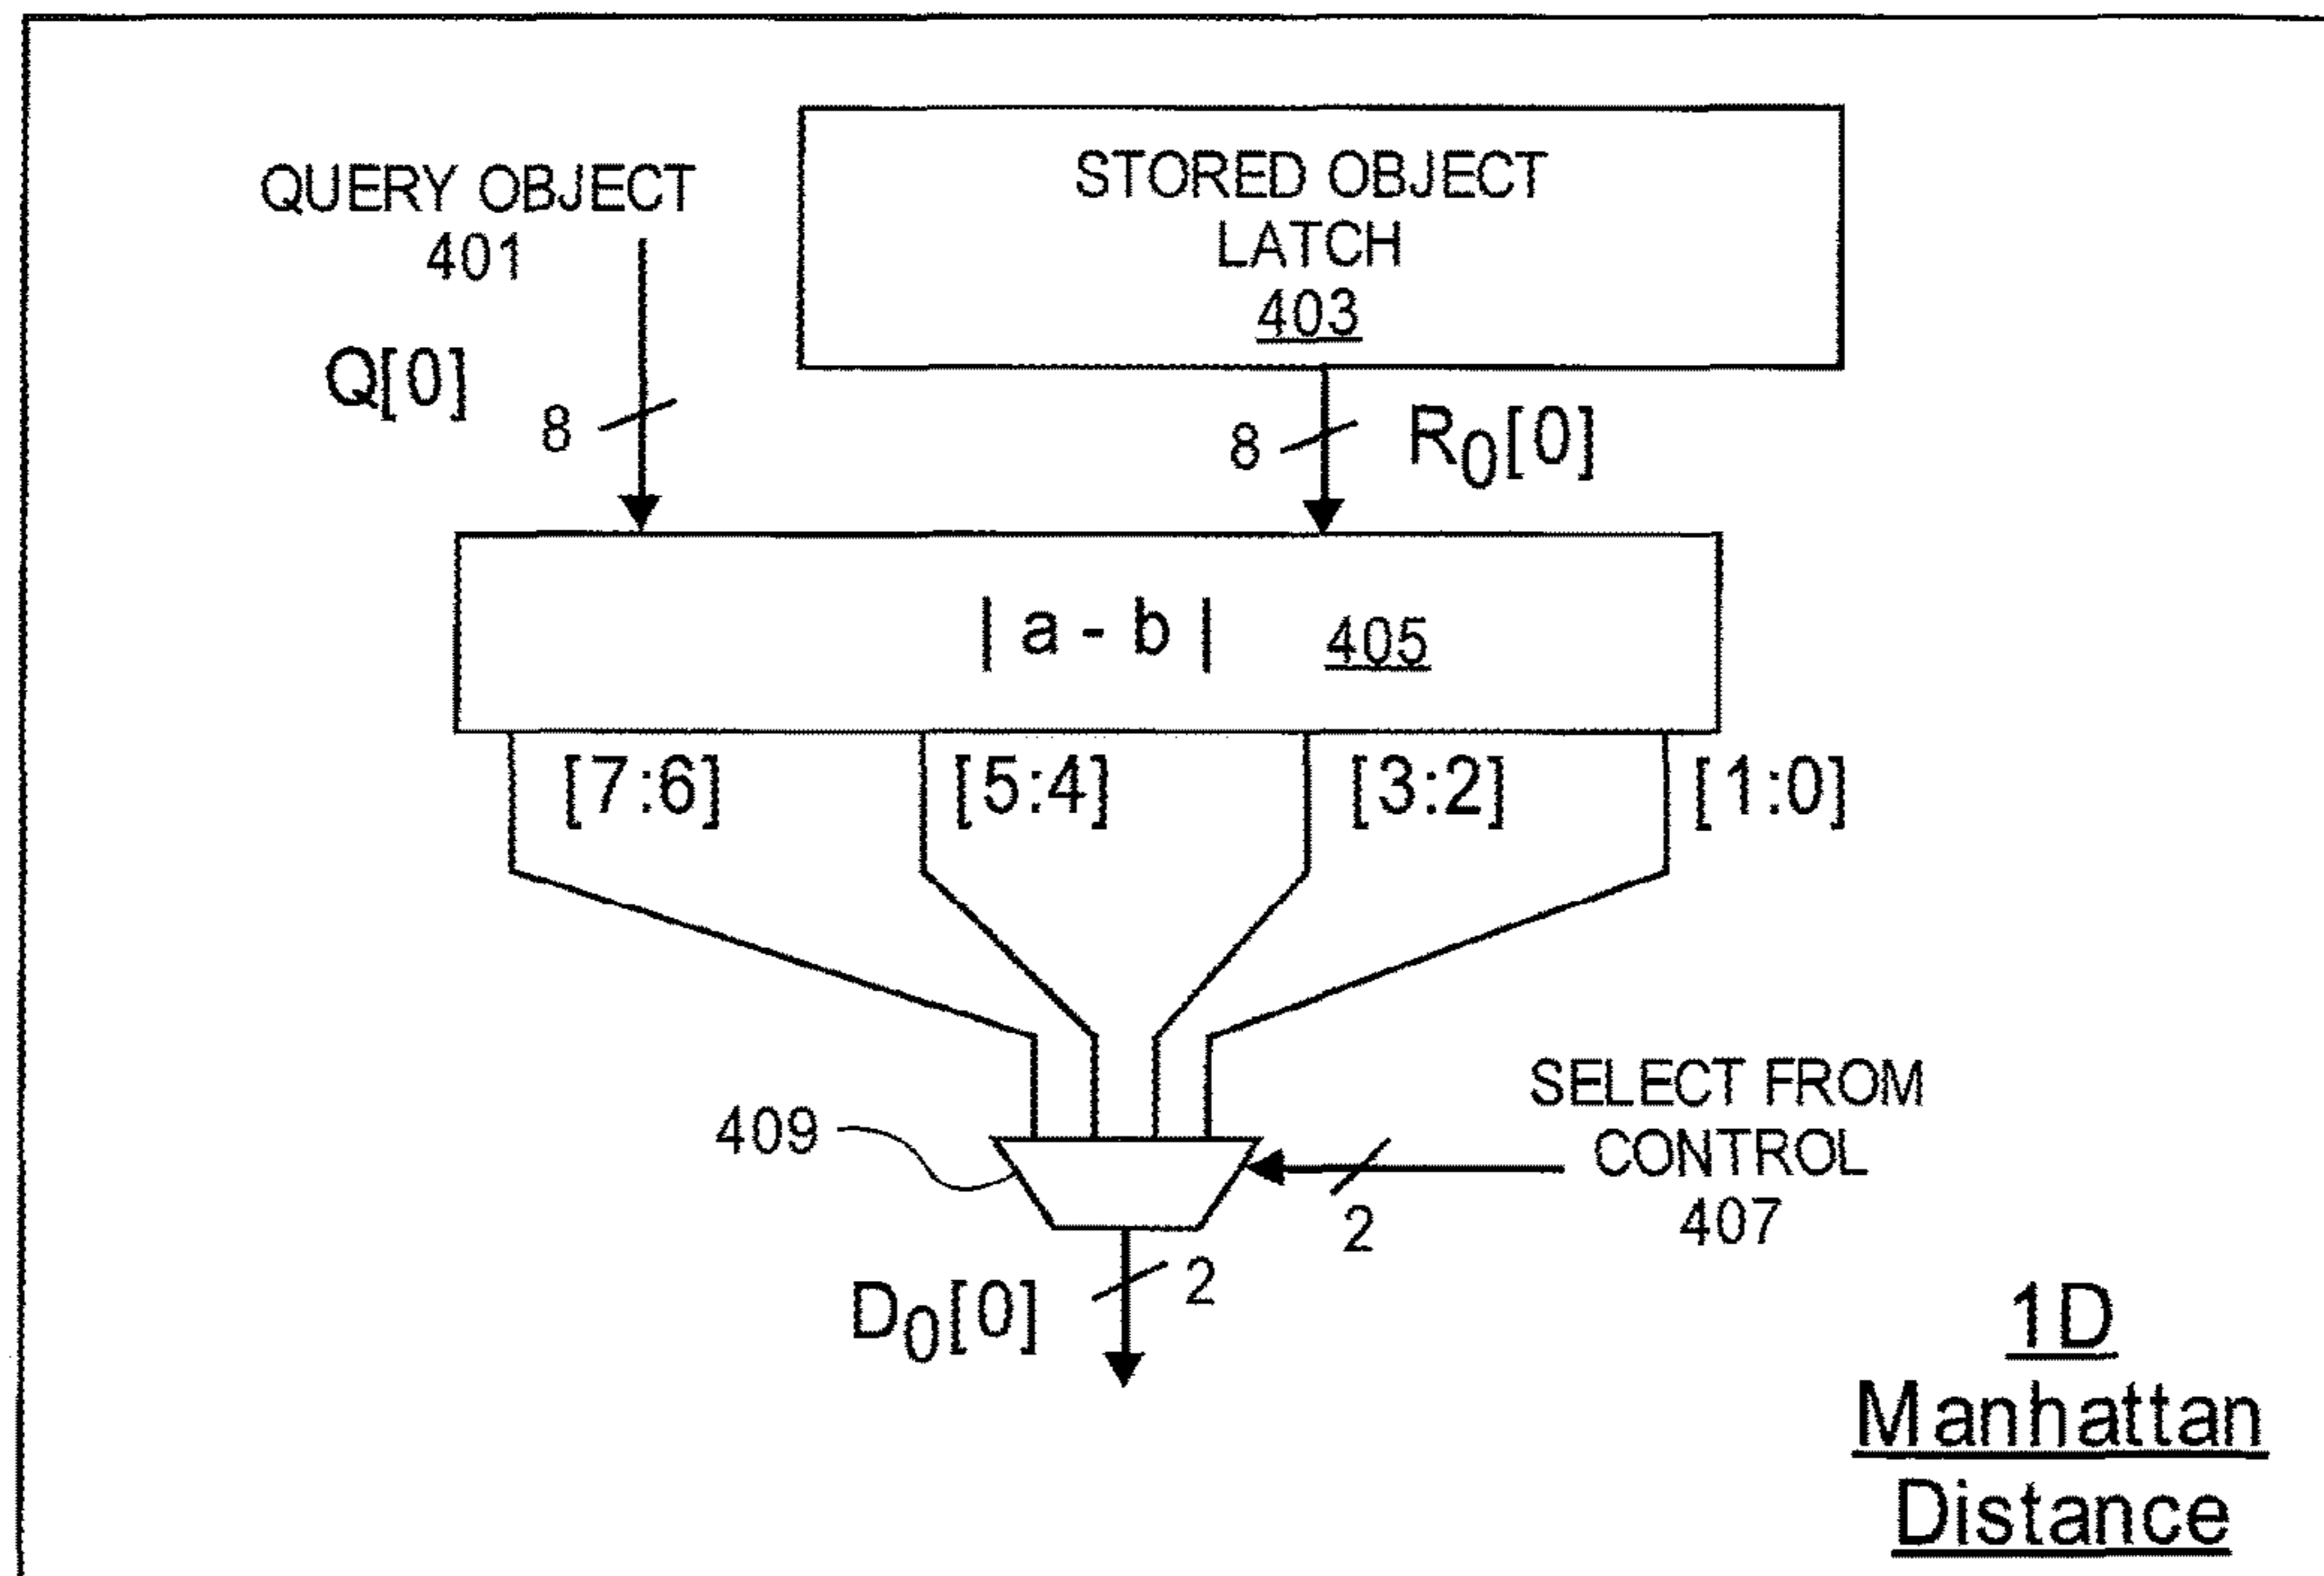 QUERY OBJECT
401
STORED OBJECT
LATCH
403
Q[0]
8
8
R0[0]
| a - b | 405
[7:6] [5:4] [3:2] [1:0]
409
SELECT FROM
CONTROL
407
2
D0[0]
2
1D
Manhattan
Distance